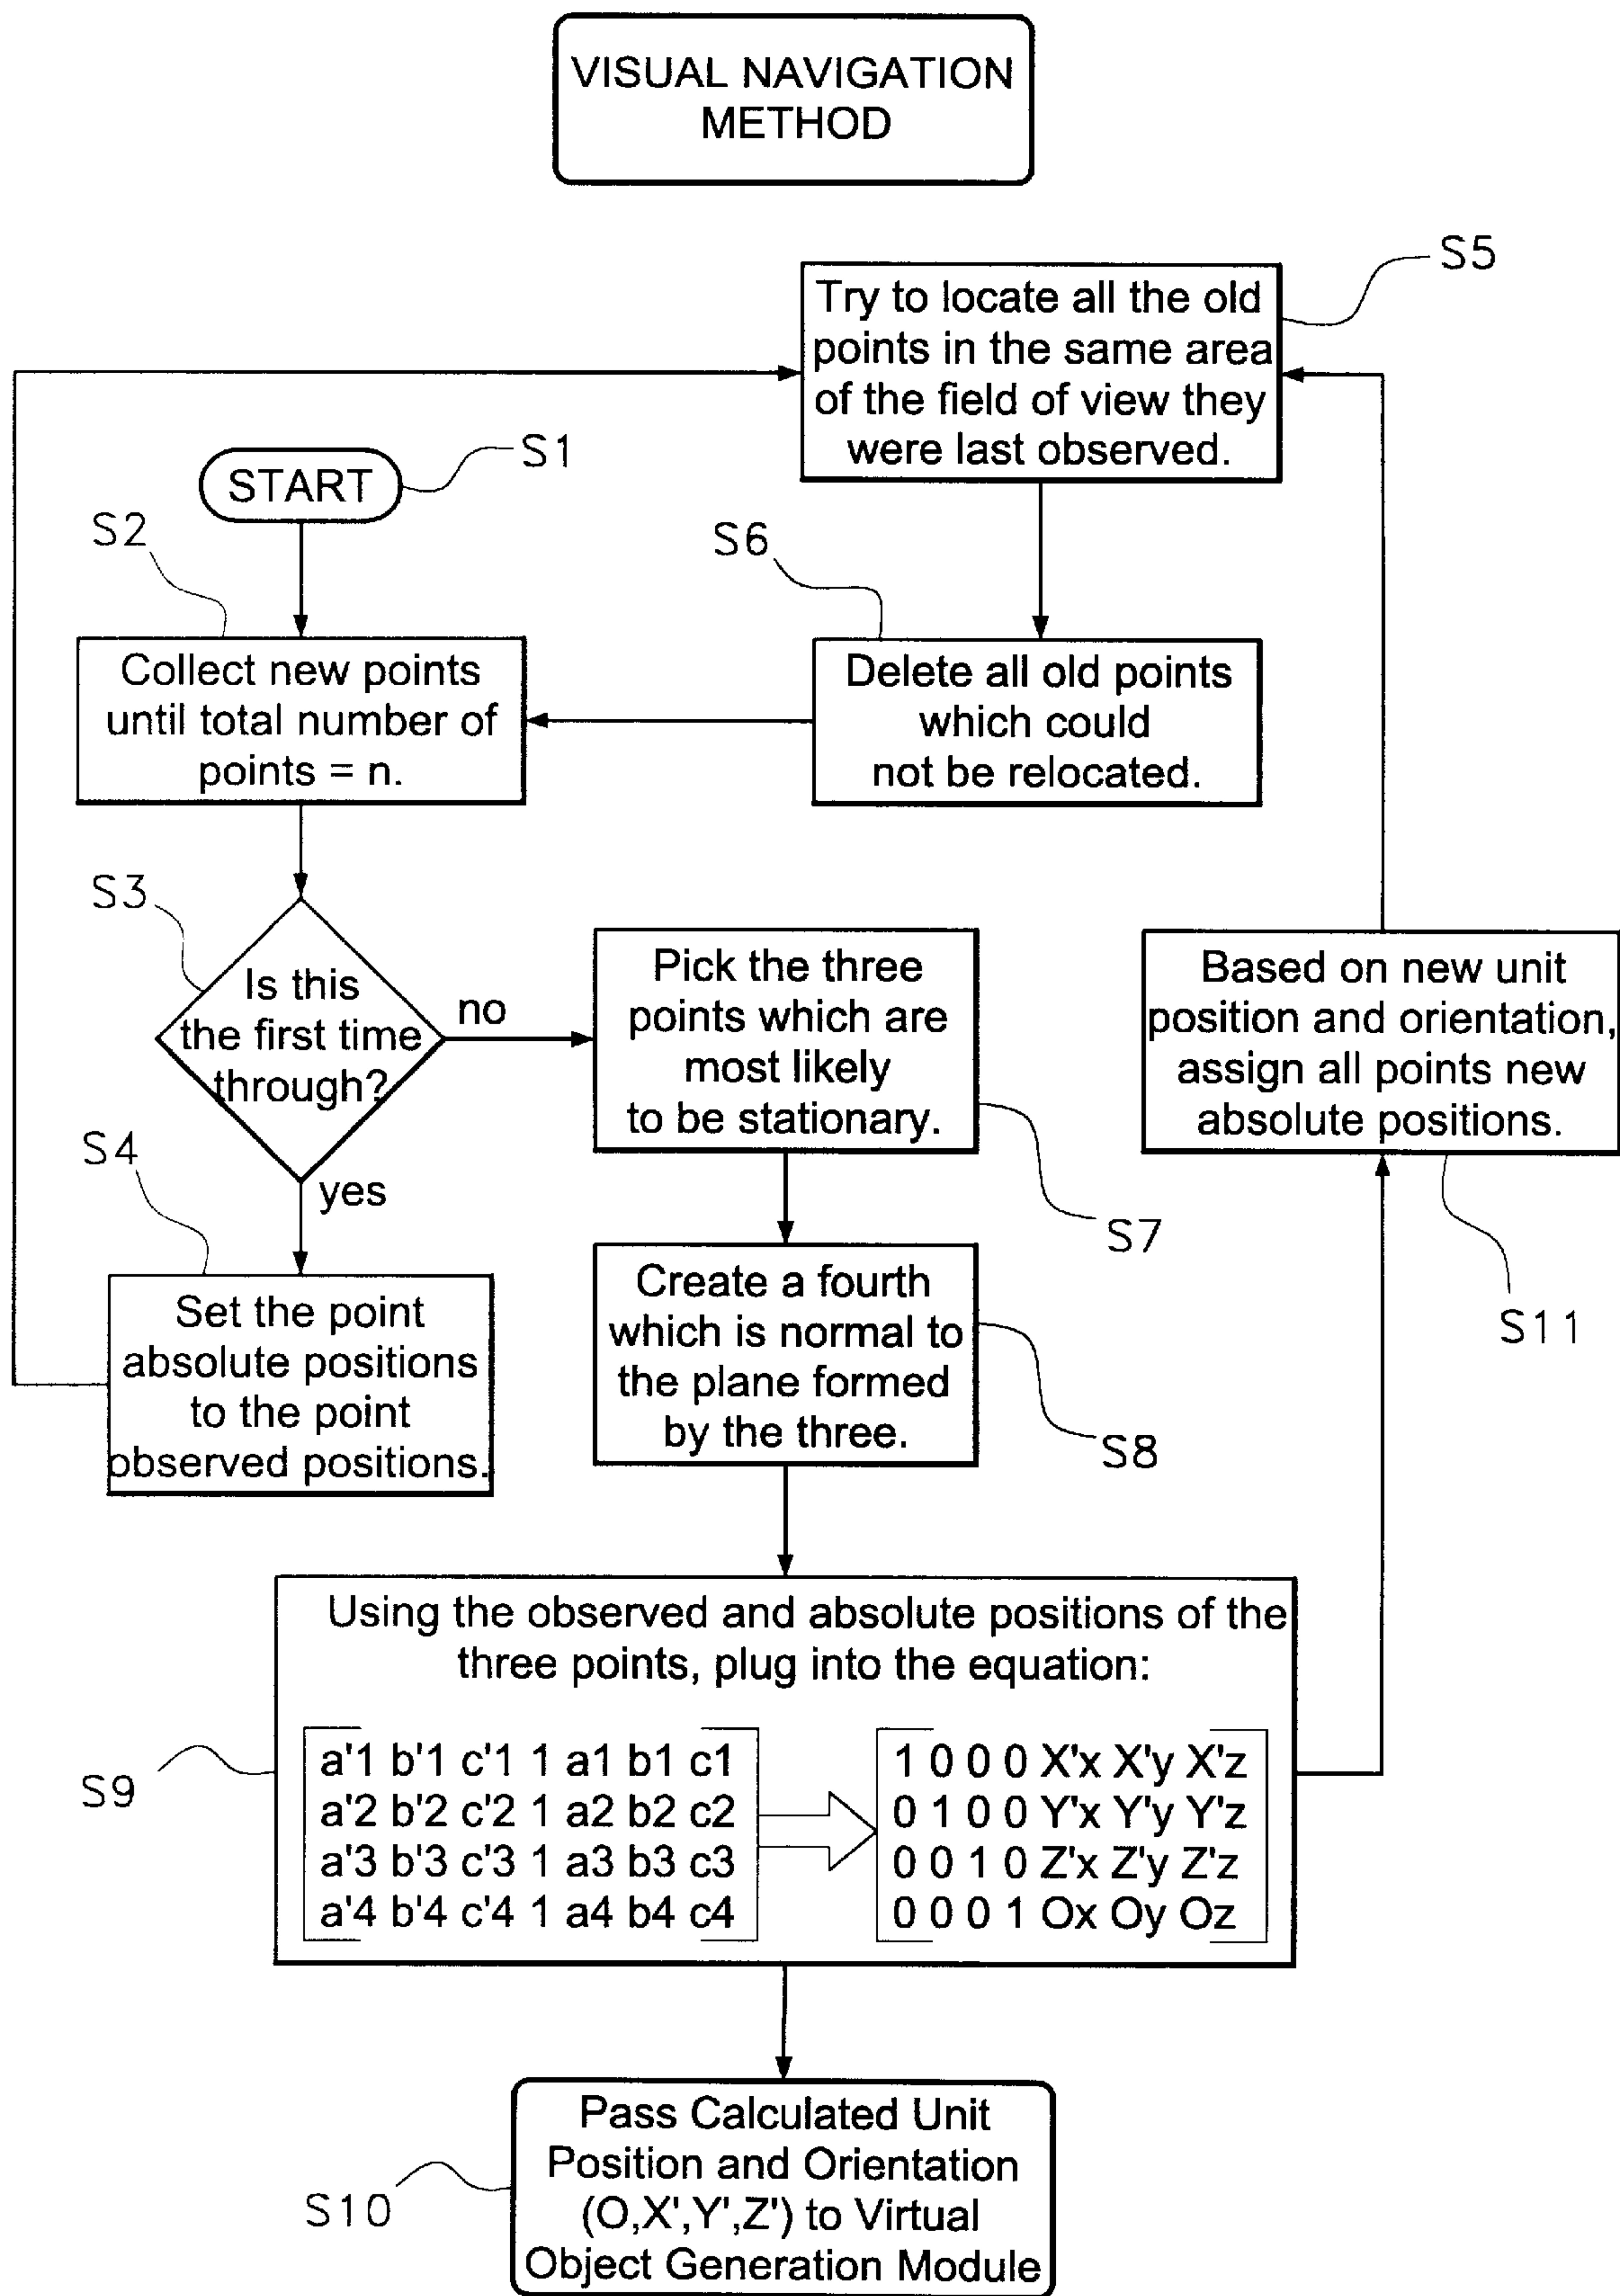 VISUAL NAVIGATION
METHOD
S5
Try to locate all the old
points in the same area
of the field of view they
were last observed.
S1
START
S2
S6
Collect new points
until total number of
points = n.
Delete all old points
which could
not be relocated.
S3
Is this
the first time
through?
no
yes
Pick the three
points which are
most likely
to be stationary.
S7
Based on new unit
position and orientation,
assign all points new
absolute positions.
S11
S4
Set the point
absolute positions
to the point
observed positions.
Create a fourth
which is normal to
the plane formed
by the three.
S8
Using the observed and absolute positions of the
three points, plug into the equation:
S9
a'1 b'1 c'1 1 a1 b1 c1
a'2 b'2 c'2 1 a2 b2 c2
a'3 b'3 c'3 1 a3 b3 c3
a'4 b'4 c'4 1 a4 b4 c4
1 0 0 0 X'x X'y X'z
0 1 0 0 Y'x Y'y Y'z
0 0 1 0 Z'x Z'y Z'z
0 0 0 1 Ox Oy Oz
S10
Pass Calculated Unit
Position and Orientation
(O,X',Y',Z') to Virtual
Object Generation Module